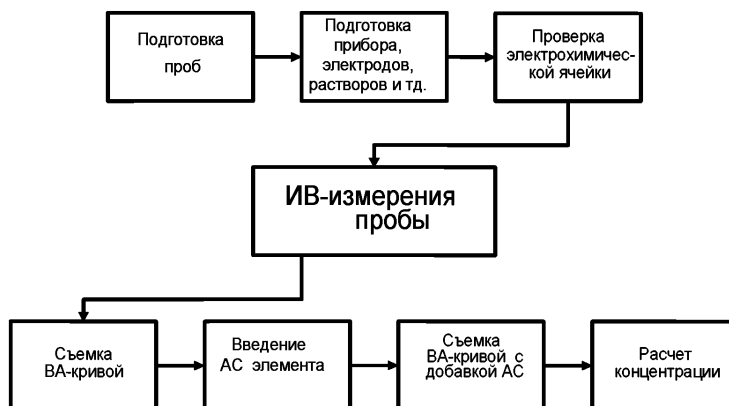 Подготовка
проб
Подготовка
прибора,
электродов,
растворов и тд.
Проверка
электрохимичес-
кой ячейки
ИВ-измерения
пробы
Съемка
ВА-кривой
Введение
АС элемента
Съемка
ВА-кривой с
добавкой АС
Расчет
концентрации